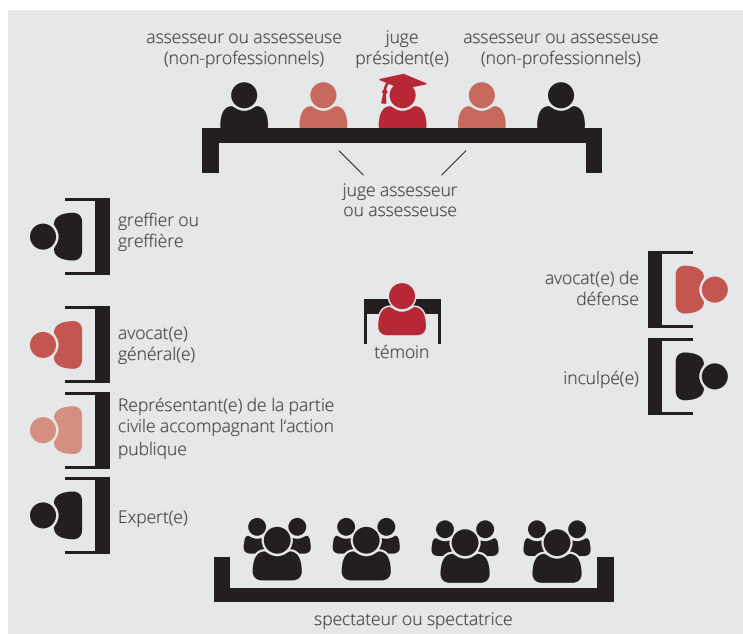 assesseur ou assesseuse
(non-professionnels)
juge
président(e)
assesseur ou assesseuse
(non-professionnels)
juge assesseur
ou assesseuse
greffier ou
greffière
avocat(e) de
défense
avocat(e)
général(e)
témoin
inculpé(e)
Représentant(e) de la partie
civile accompagnant l‘action
publique
Expert(e)
spectateur ou spectatrice